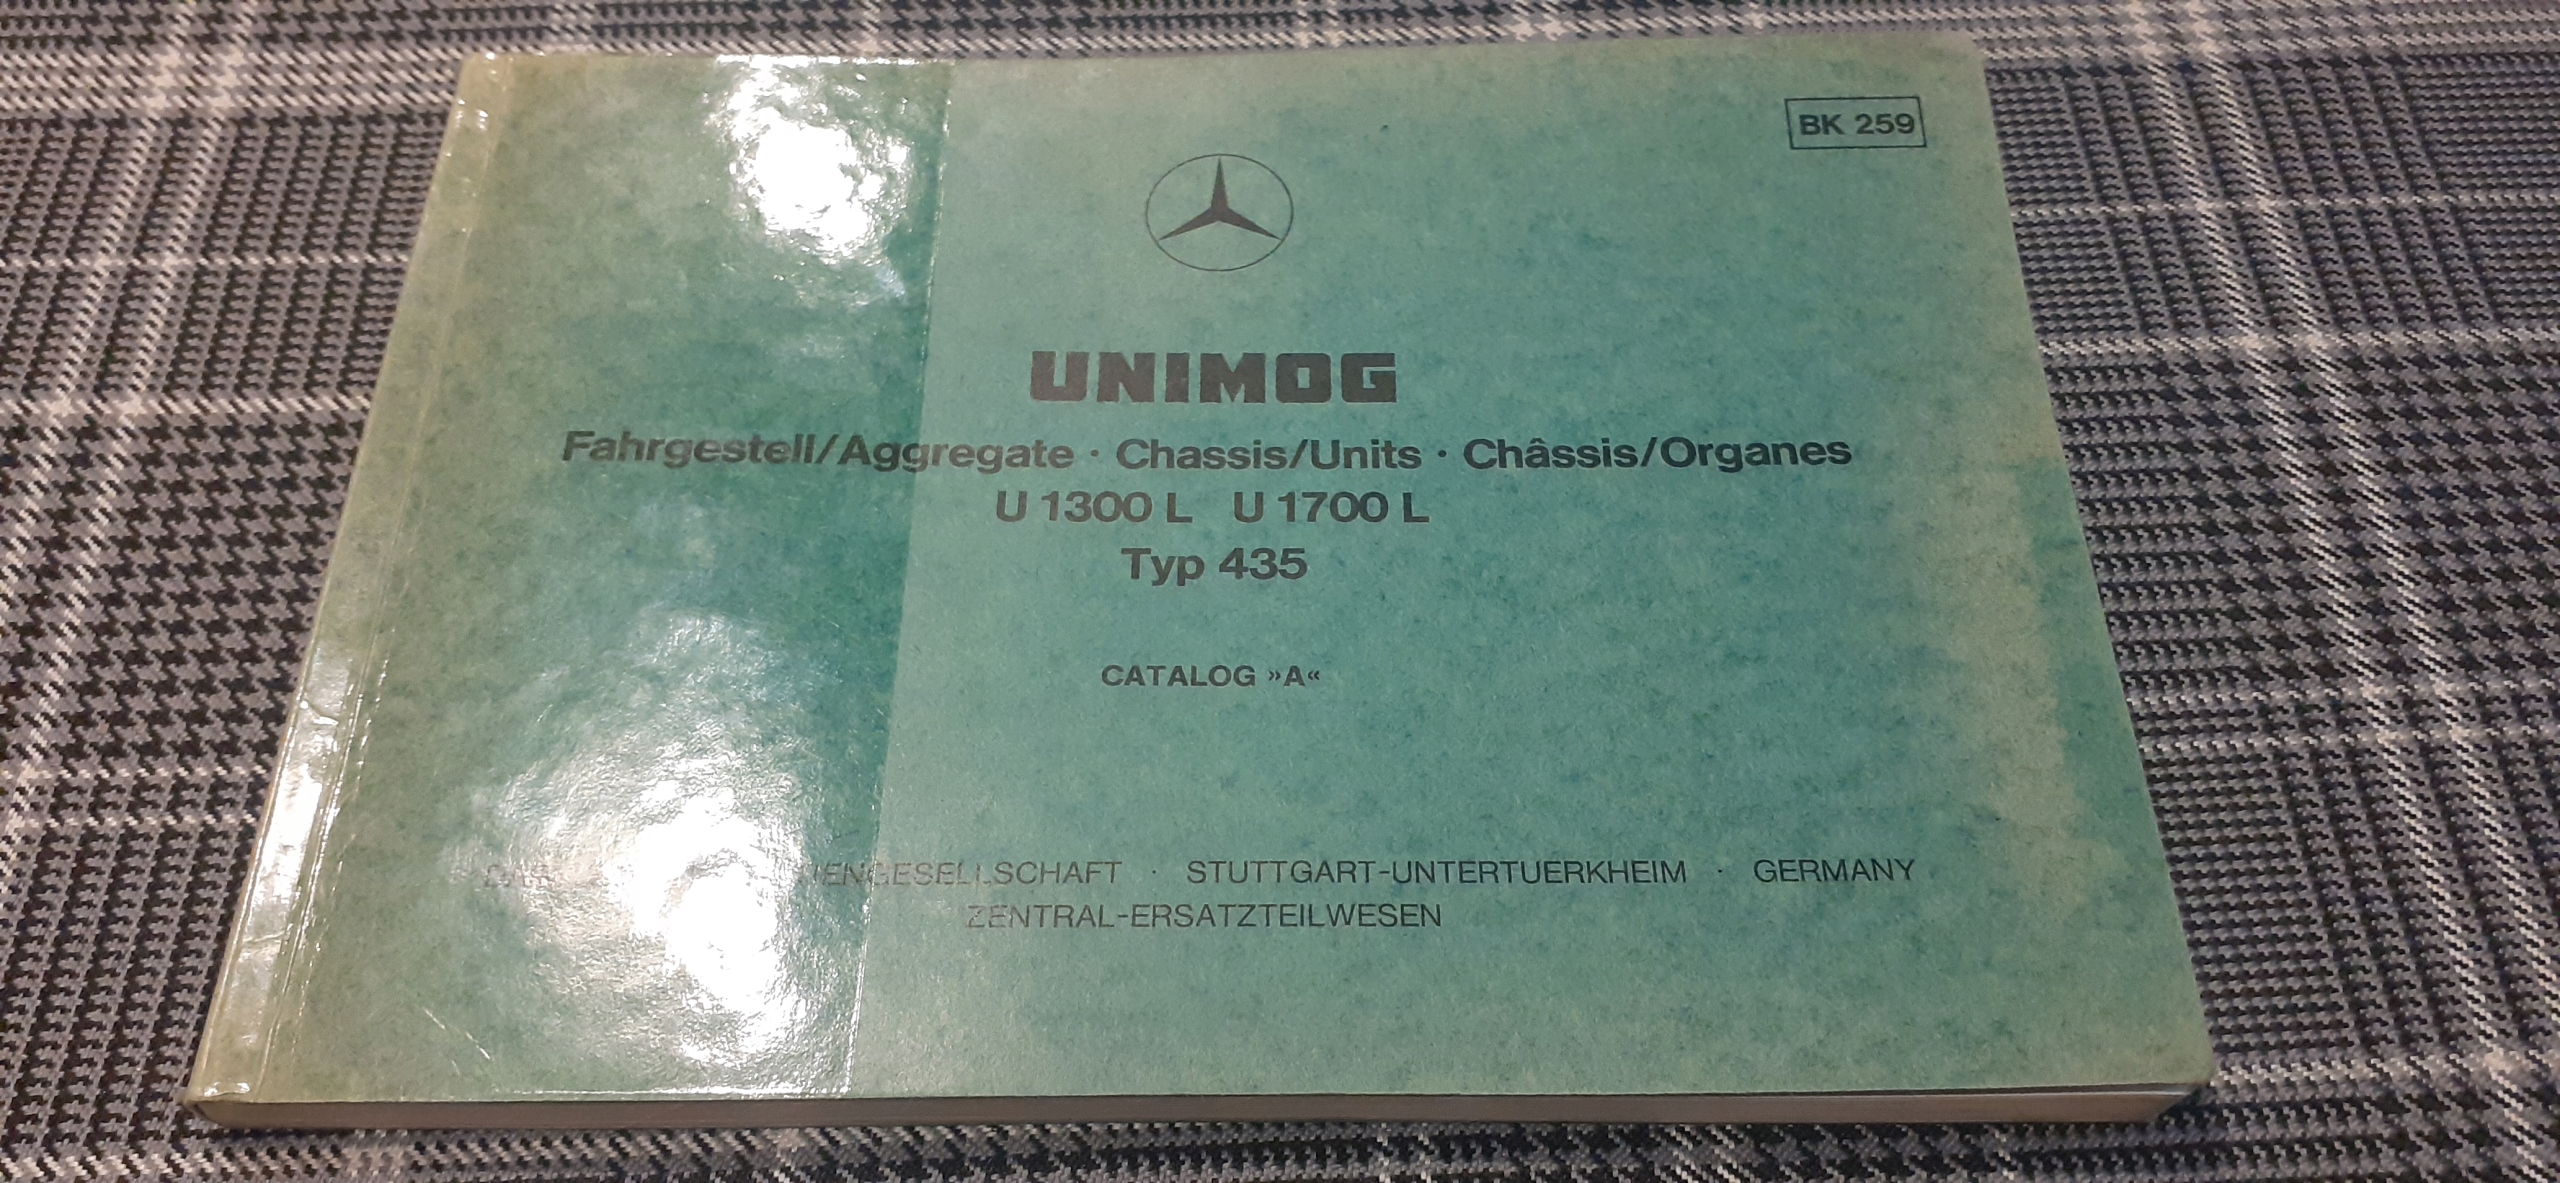 BK 259
UNIMOG
Fahrgestell/Aggregate · Chassis/Units · Châssis/Organes
U 1300 L U 1700 L
Typ 435
CATALOG »A«
STUTTGART-UNTERTUERKHEIM · GERMANY
ZENTRAL-ERSATZTEILWESEN